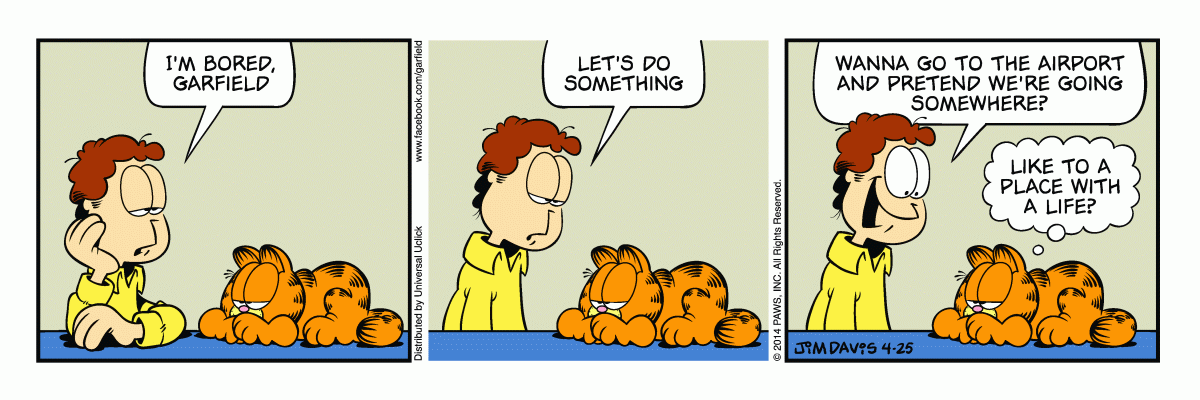 I'M BORED,
GARFIELD
Distributed by Universal Uclick
www.facebook.com/garfield
LET'S DO
SOMETHING
© 2014 PAWS, INC. All Rights Reserved.
WANNA GO TO THE AIRPORT
AND PRETEND WE'RE GOING
SOMEWHERE?
LIKE TO A
PLACE WITH
A LIFE?
JIM DAVIS 4-25